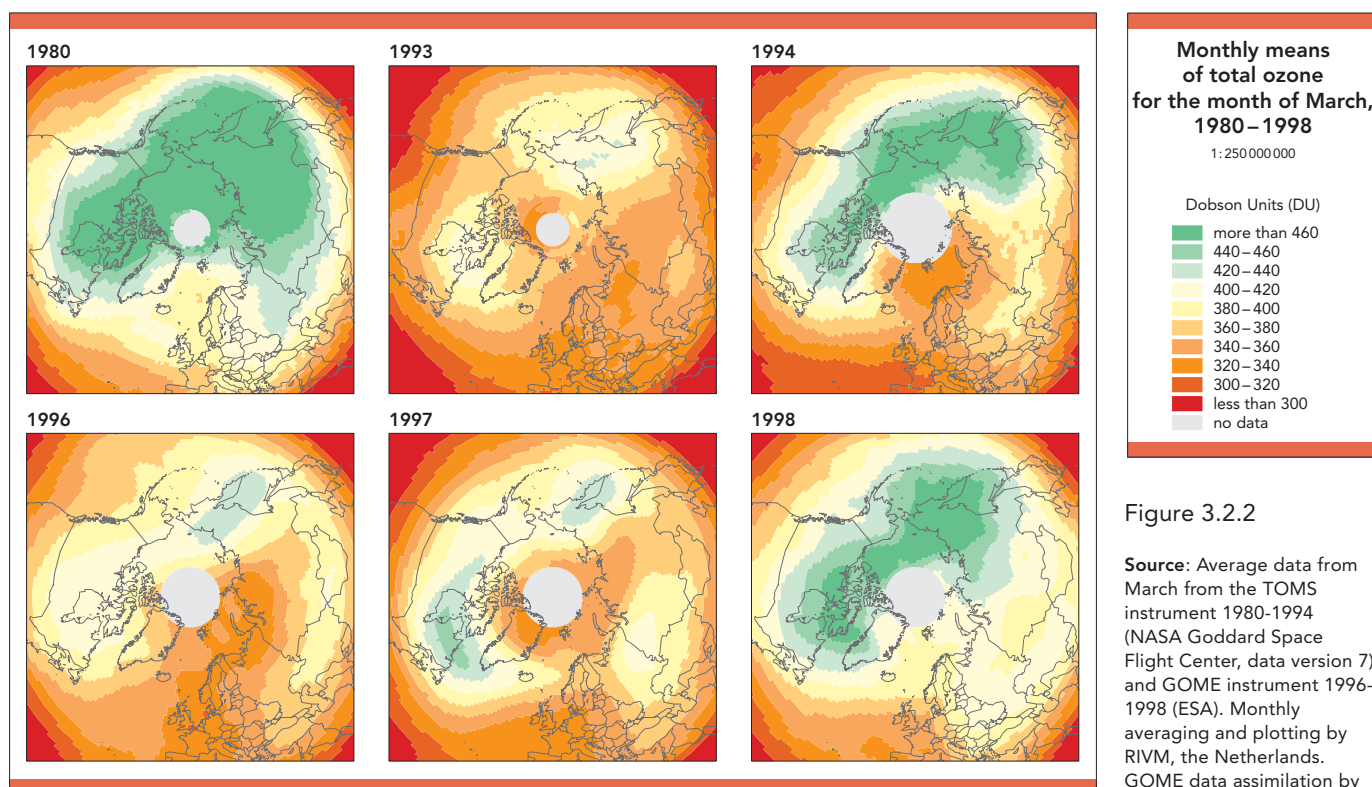 1980
1993
1994
1996
1997
1998
Monthly means
of total ozone
for the month of March,
1980–1998
1:250 000 000
Dobson Units (DU)
more than 460
440–460
420–440
400–420
380–400
360–380
340–360
320–340
300–320
less than 300
no data
Figure 3.2.2
Source: Average data from
March from the TOMS
instrument 1980-1994
(NASA Goddard Space
Flight Center, data version 7)
and GOME instrument 1996-
1998 (ESA). Monthly
averaging and plotting by
RIVM, the Netherlands.
GOME data assimilation by